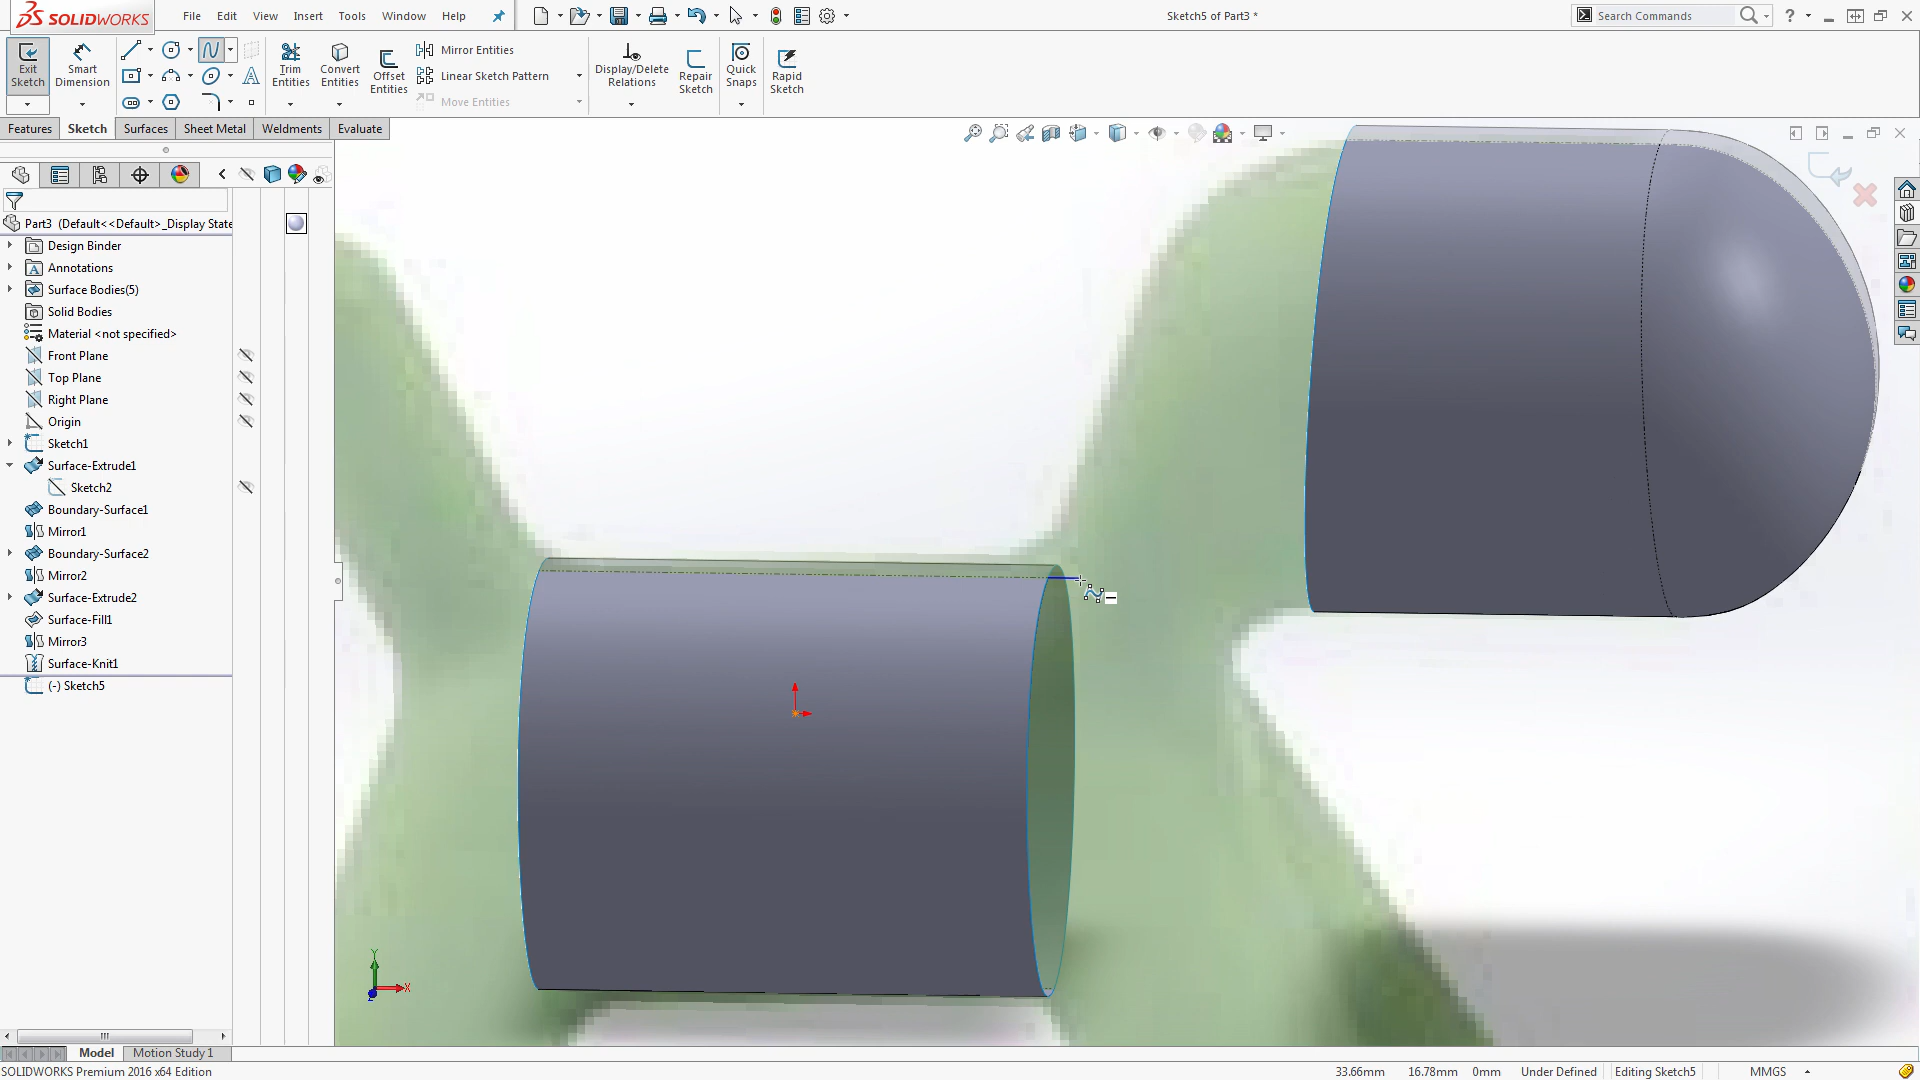 SOLIDWORKS
File Edit View Insert Tools Window Help
Sketch5 of Part3 *
Search Commands
Exit Sketch
Smart Dimension
Trim Entities
Convert Entities
Offset Entities
Mirror Entities
Linear Sketch Pattern
Move Entities
Display/Delete Relations
Repair Sketch
Quick Snaps
Rapid Sketch
Features Sketch Surfaces Sheet Metal Weldments Evaluate
Part3 (Default<<Default>_Display State
Design Binder
Annotations
Surface Bodies(5)
Solid Bodies
Material <not specified>
Front Plane
Top Plane
Right Plane
Origin
Sketch1
Surface-Extrude1
Sketch2
Boundary-Surface1
Mirror1
Boundary-Surface2
Mirror2
Surface-Extrude2
Surface-Fill1
Mirror3
Surface-Knit1
(-) Sketch5
Y
X
Z
Model Motion Study 1
SOLIDWORKS Premium 2016 x64 Edition
33.66mm 16.78mm 0mm Under Defined Editing Sketch5 MMGS